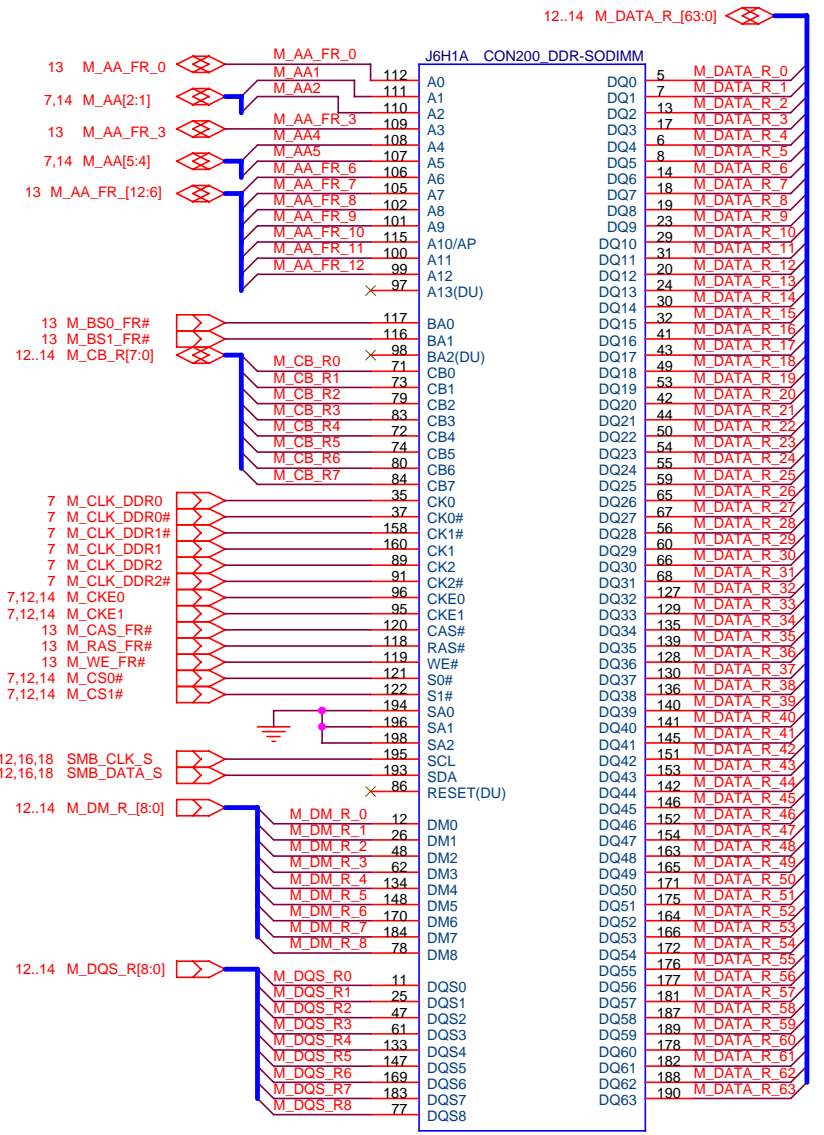 12..14 M_DATA_R_[63:0]
J6H1A CON200_DDR-SODIMM
13 M_AA_FR_0 M_AA_FR_0 112 A0 DQ0 5 M_DATA_R_0
M_AA1 111 A1 DQ1 7 M_DATA_R_1
7,14 M_AA[2:1] M_AA2 110 A2 DQ2 13 M_DATA_R_2
13 M_AA_FR_3 M_AA_FR_3 109 A3 DQ3 17 M_DATA_R_3
M_AA4 108 A4 DQ4 6 M_DATA_R_4
7,14 M_AA[5:4] M_AA5 107 A5 DQ5 8 M_DATA_R_5
M_AA_FR_6 106 A6 DQ6 14 M_DATA_R_6
13 M_AA_FR_[12:6] M_AA_FR_7 105 A7 DQ7 18 M_DATA_R_7
M_AA_FR_8 102 A8 DQ8 19 M_DATA_R_8
M_AA_FR_9 101 A9 DQ9 23 M_DATA_R_9
M_AA_FR_10 115 A10/AP DQ10 29 M_DATA_R_10
M_AA_FR_11 100 A11 DQ11 31 M_DATA_R_11
M_AA_FR_12 99 A12 DQ12 20 M_DATA_R_12
97 A13(DU) DQ13 24 M_DATA_R_13
DQ14 30 M_DATA_R_14
13 M_BS0_FR# 117 BA0 DQ15 32 M_DATA_R_15
13 M_BS1_FR# 116 BA1 DQ16 41 M_DATA_R_16
12..14 M_CB_R[7:0] 98 BA2(DU) DQ17 43 M_DATA_R_17
M_CB_R0 71 CB0 DQ18 49 M_DATA_R_18
M_CB_R1 73 CB1 DQ19 53 M_DATA_R_19
M_CB_R2 79 CB2 DQ20 42 M_DATA_R_20
M_CB_R3 83 CB3 DQ21 44 M_DATA_R_21
M_CB_R4 72 CB4 DQ22 50 M_DATA_R_22
M_CB_R5 74 CB5 DQ23 54 M_DATA_R_23
M_CB_R6 80 CB6 DQ24 55 M_DATA_R_24
M_CB_R7 84 CB7 DQ25 59 M_DATA_R_25
7 M_CLK_DDR0 35 CK0 DQ26 65 M_DATA_R_26
7 M_CLK_DDR0# 37 CK0# DQ27 67 M_DATA_R_27
7 M_CLK_DDR1# 158 CK1# DQ28 56 M_DATA_R_28
7 M_CLK_DDR1 160 CK1 DQ29 60 M_DATA_R_29
7 M_CLK_DDR2 89 CK2 DQ30 66 M_DATA_R_30
7 M_CLK_DDR2# 91 CK2# DQ31 68 M_DATA_R_31
7,12,14 M_CKE0 96 CKE0 DQ32 127 M_DATA_R_32
7,12,14 M_CKE1 95 CKE1 DQ33 129 M_DATA_R_33
13 M_CAS_FR# 120 CAS# DQ34 135 M_DATA_R_34
13 M_RAS_FR# 118 RAS# DQ35 139 M_DATA_R_35
13 M_WE_FR# 119 WE# DQ36 128 M_DATA_R_36
7,12,14 M_CS0# 121 S0# DQ37 130 M_DATA_R_37
7,12,14 M_CS1# 122 S1# DQ38 136 M_DATA_R_38
194 SA0 DQ39 140 M_DATA_R_39
196 SA1 DQ40 141 M_DATA_R_40
198 SA2 DQ41 145 M_DATA_R_41
12,16,18 SMB_CLK_S 195 SCL DQ42 151 M_DATA_R_42
12,16,18 SMB_DATA_S 193 SDA DQ43 153 M_DATA_R_43
86 RESET(DU) DQ44 142 M_DATA_R_44
12..14 M_DM_R_[8:0] DQ45 146 M_DATA_R_45
M_DM_R_0 12 DM0 DQ46 152 M_DATA_R_46
M_DM_R_1 26 DM1 DQ47 154 M_DATA_R_47
M_DM_R_2 48 DM2 DQ48 163 M_DATA_R_48
M_DM_R_3 62 DM3 DQ49 165 M_DATA_R_49
M_DM_R_4 134 DM4 DQ50 171 M_DATA_R_50
M_DM_R_5 148 DM5 DQ51 175 M_DATA_R_51
M_DM_R_6 170 DM6 DQ52 164 M_DATA_R_52
M_DM_R_7 184 DM7 DQ53 166 M_DATA_R_53
M_DM_R_8 78 DM8 DQ54 172 M_DATA_R_54
12..14 M_DQS_R[8:0] DQ55 176 M_DATA_R_55
M_DQS_R0 11 DQS0 DQ56 177 M_DATA_R_56
M_DQS_R1 25 DQS1 DQ57 181 M_DATA_R_57
M_DQS_R2 47 DQS2 DQ58 187 M_DATA_R_58
M_DQS_R3 61 DQS3 DQ59 189 M_DATA_R_59
M_DQS_R4 133 DQS4 DQ60 178 M_DATA_R_60
M_DQS_R5 147 DQS5 DQ61 182 M_DATA_R_61
M_DQS_R6 169 DQS6 DQ62 188 M_DATA_R_62
M_DQS_R7 183 DQS7 DQ63 190 M_DATA_R_63
M_DQS_R8 77 DQS8